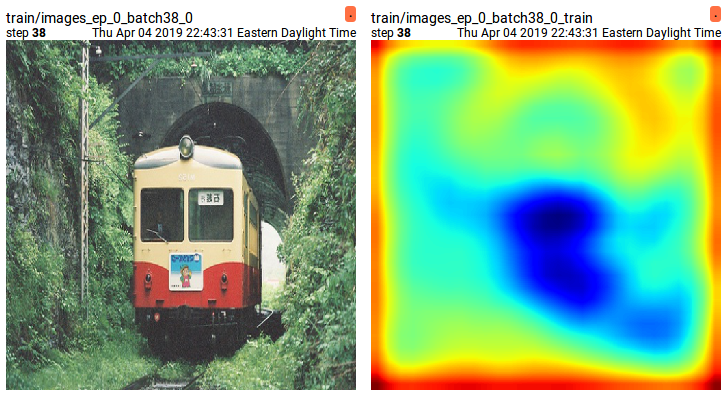 train/images_ep_0_batch38_0
step 38 Thu Apr 04 2019 22:43:31 Eastern Daylight Time
train/images_ep_0_batch38_0_train
step 38 Thu Apr 04 2019 22:43:31 Eastern Daylight Time